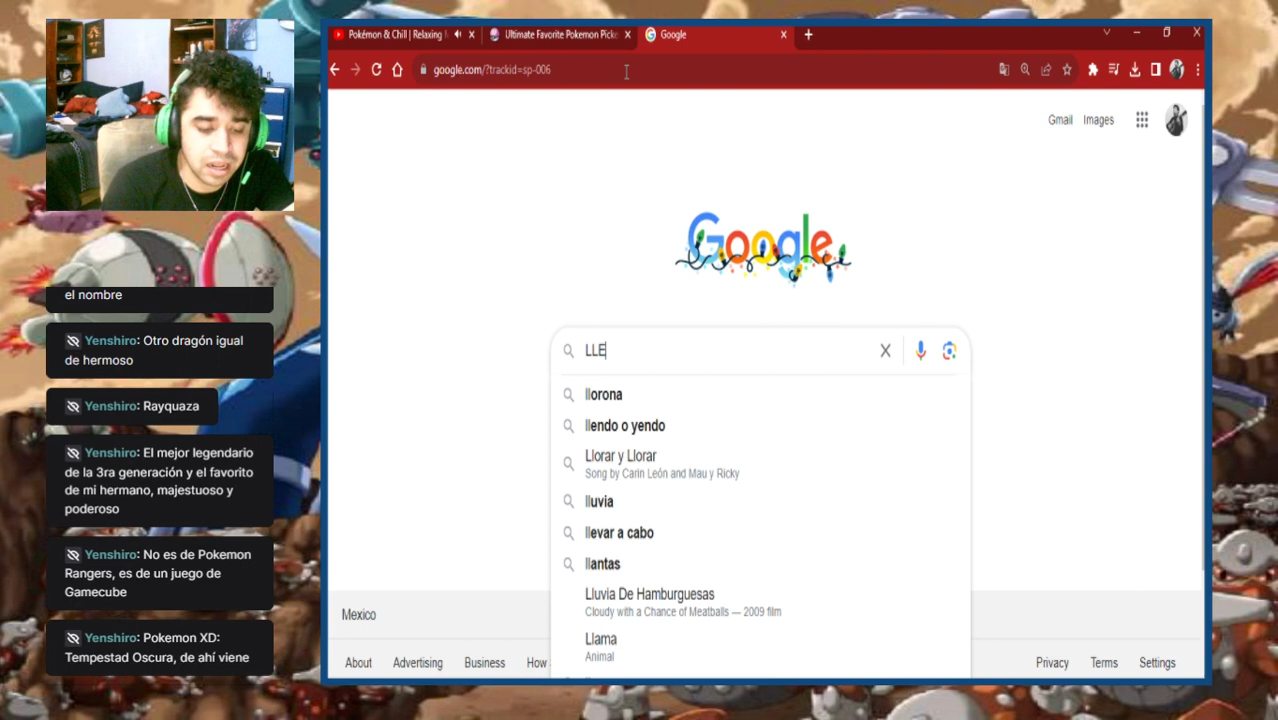 Pokémon & Chill | Relaxing
Ultimate Favorite Pokemon Picke
Google
google.com/?trackid=sp-006
Gmail
Images
Google
LLE
llorona
llendo o yendo
Llorar y Llorar
Song by Carin León and Mau y Ricky
lluvia
llevar a cabo
llantas
Lluvia De Hamburguesas
Cloudy with a Chance of Meatballs — 2009 film
Llama
Animal
Mexico
About
Advertising
Business
How
Privacy
Terms
Settings
el nombre
Yenshiro: Otro dragón igual
de hermoso
Yenshiro: Rayquaza
Yenshiro: El mejor legendario
de la 3ra generación y el favorito
de mi hermano, majestuoso y
poderoso
Yenshiro: No es de Pokemon
Rangers, es de un juego de
Gamecube
Yenshiro: Pokemon XD:
Tempestad Oscura, de ahí viene